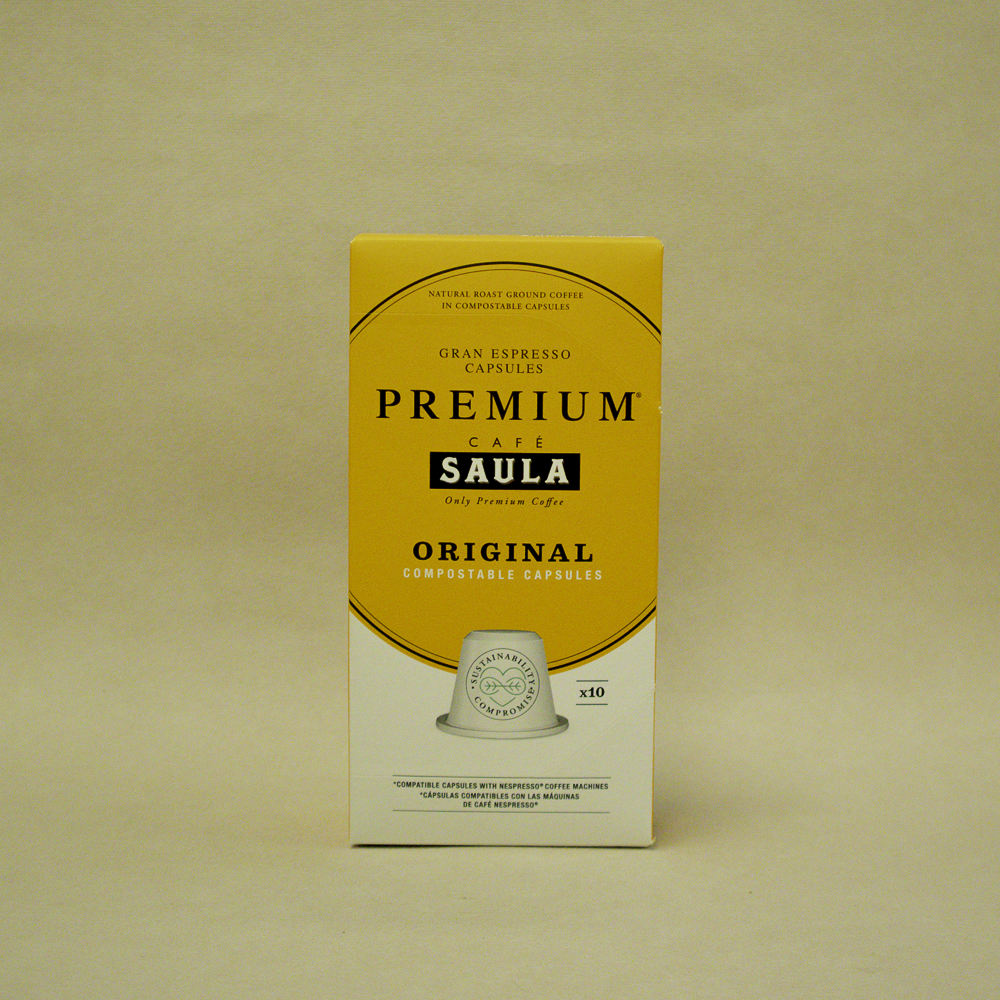 NATURAL ROAST GROUND COFFEE
IN COMPOSTABLE CAPSULES
GRAN ESPRESSO
CAPSULES
PREMIUM®
CAFÉ
SAULA
Only Premium Coffee
ORIGINAL
COMPOSTABLE CAPSULES
· SUSTAINABILITY ·
COMPROMISE
x10
*COMPATIBLE CAPSULES WITH NESPRESSO® COFFEE MACHINES
*CÁPSULAS COMPATIBLES CON LAS MÁQUINAS
DE CAFÉ NESPRESSO®